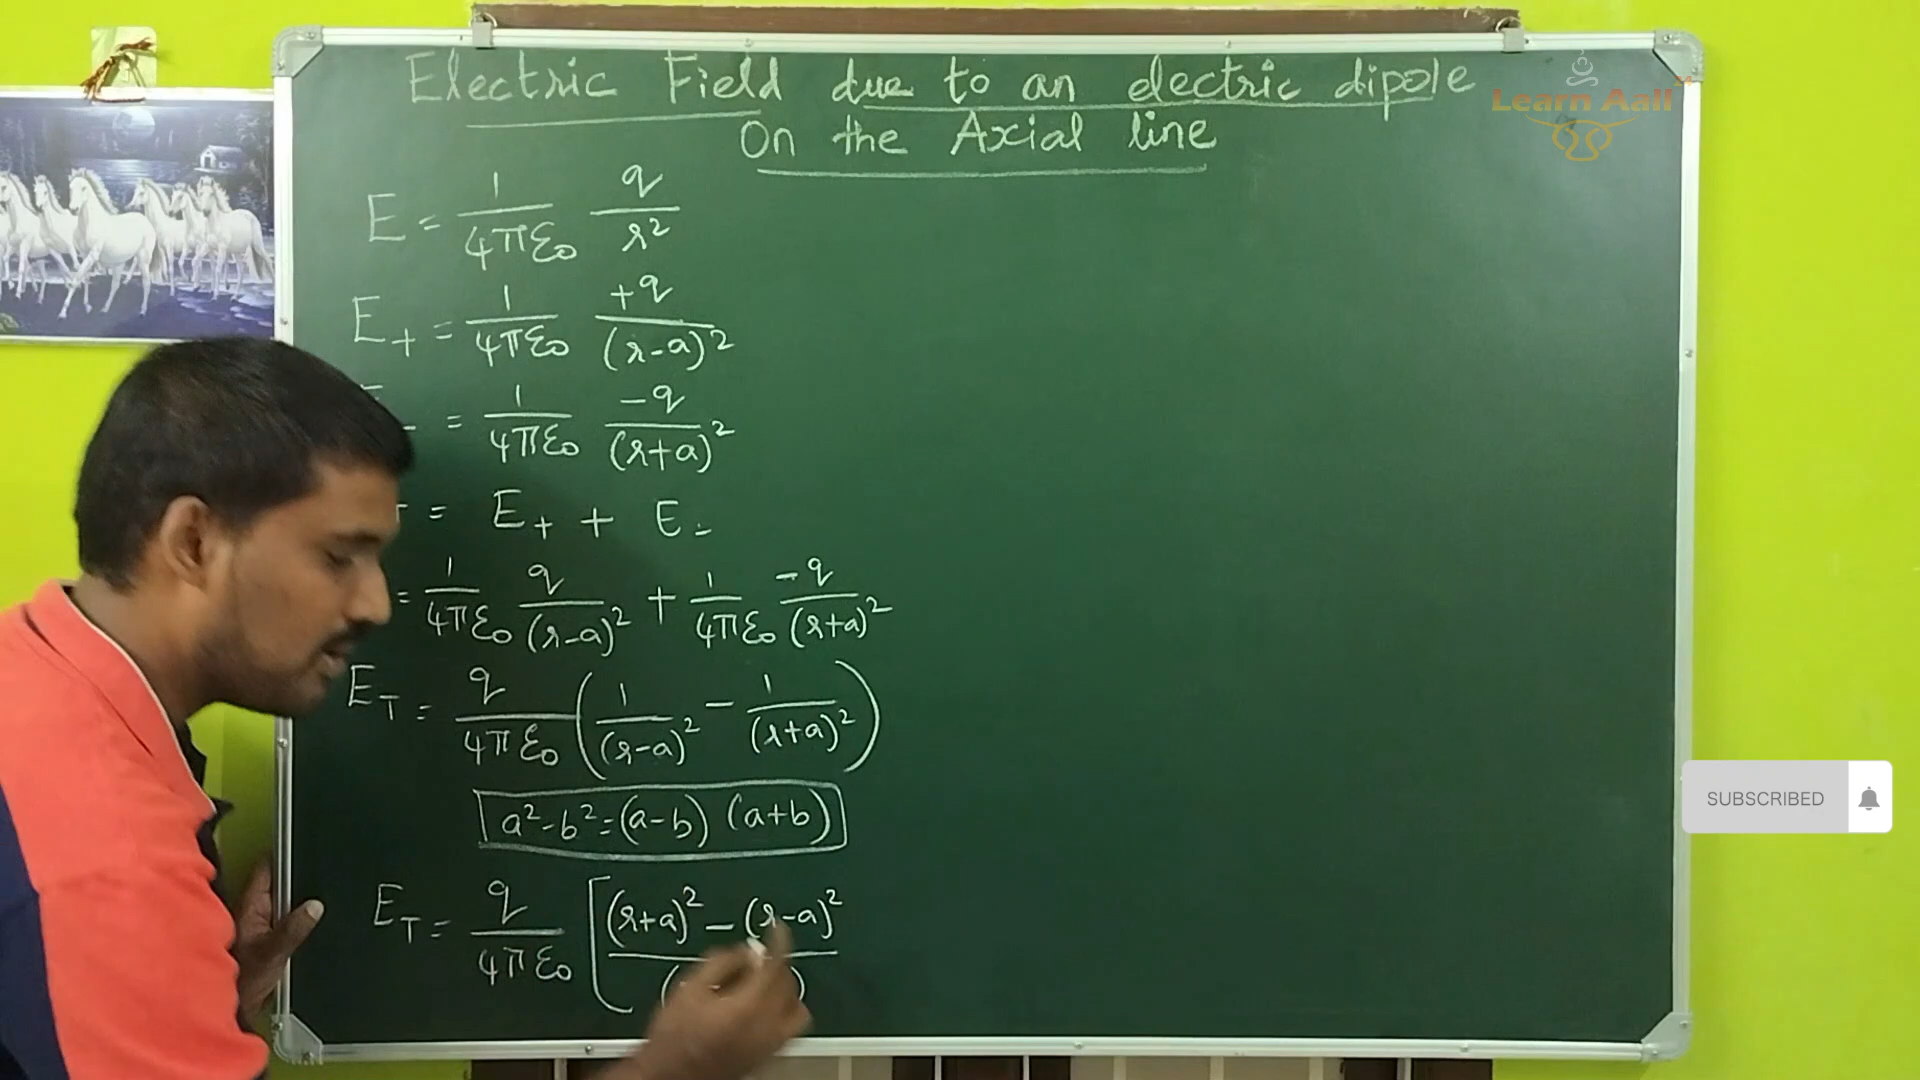 Electric Field due to an electric dipole
On the Axial line
Learn Aall
E = 1/4πε₀ q/r²
E₊ = 1/4πε₀ +q/(r-a)²
= 1/4πε₀ -q/(r+a)²
= E₊ + E₋
= 1/4πε₀ q/(r-a)² + 1/4πε₀ -q/(r+a)²
E_T = q/4πε₀ (1/(r-a)² - 1/(r+a)²)
a²-b² = (a-b) (a+b)
E_T = q/4πε₀ [(r+a)² - (r-a)²
SUBSCRIBED